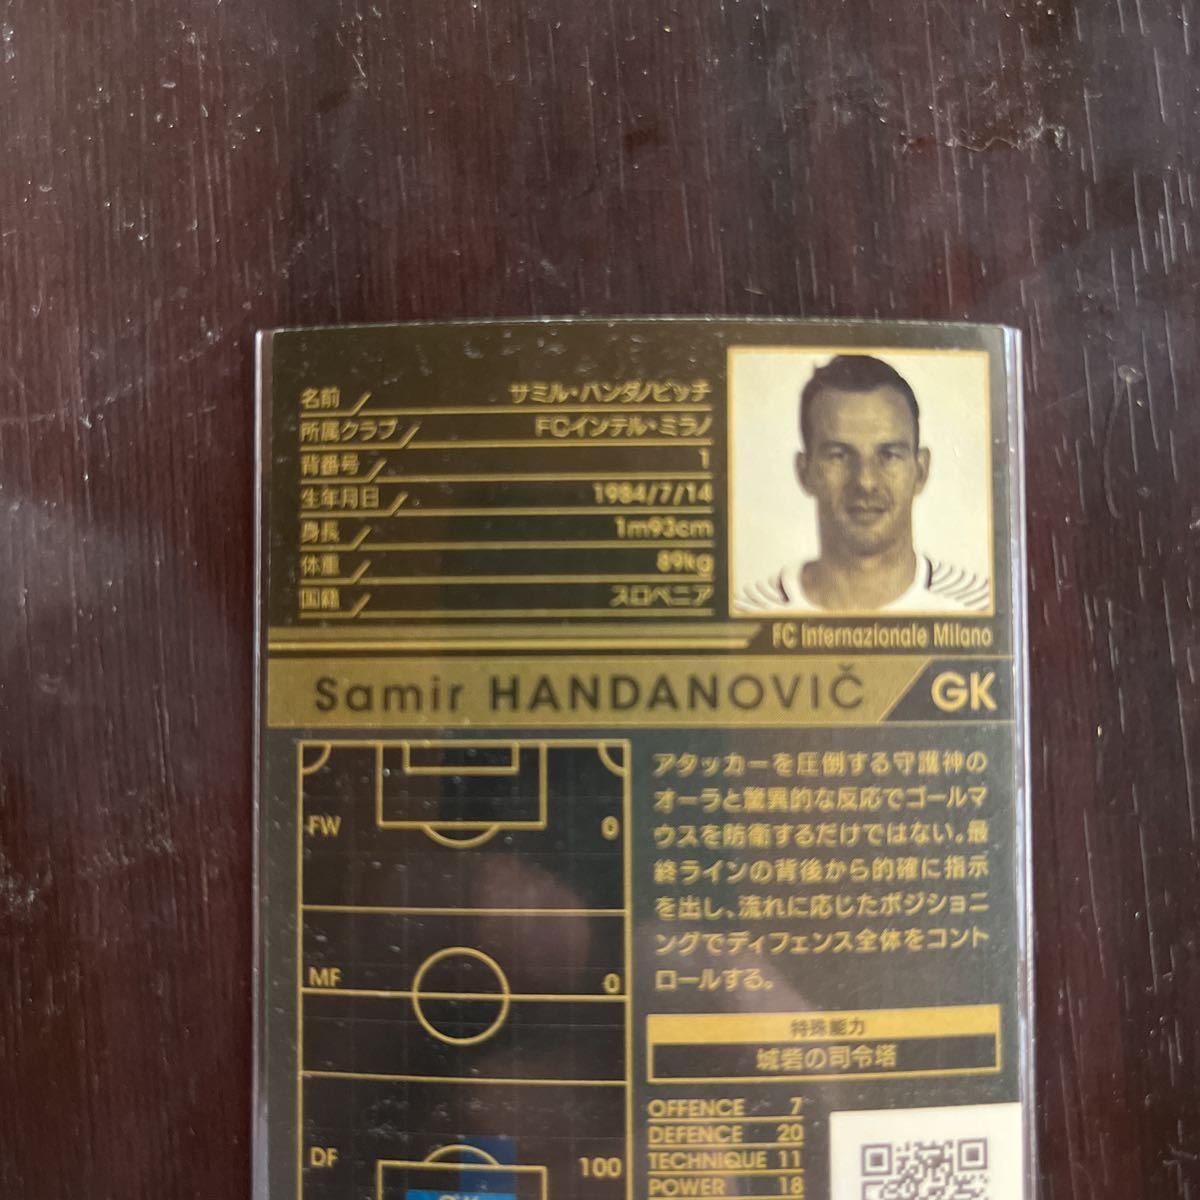 名前 サミル・ハンダノビッチ
所属クラブ FCインテル・ミラノ
背番号 1
生年月日 1984/7/14
身長 1m93cm
体重 89kg
国籍 スロベニア
FC Internazionale Milano
Samir HANDANOVIČ GK
アタッカーを圧倒する守護神の
オーラと驚異的な反応でゴールマ
ウスを防衛するだけではない。最
終ラインの背後から的確に指示
を出し、流れに応じたポジショニ
ングでディフェンス全体をコント
ロールする。
FW 0
MF 0
DF 100
特殊能力
城砦の司令塔
OFFENCE 7
DEFENCE 20
TECHNIQUE 11
POWER 18